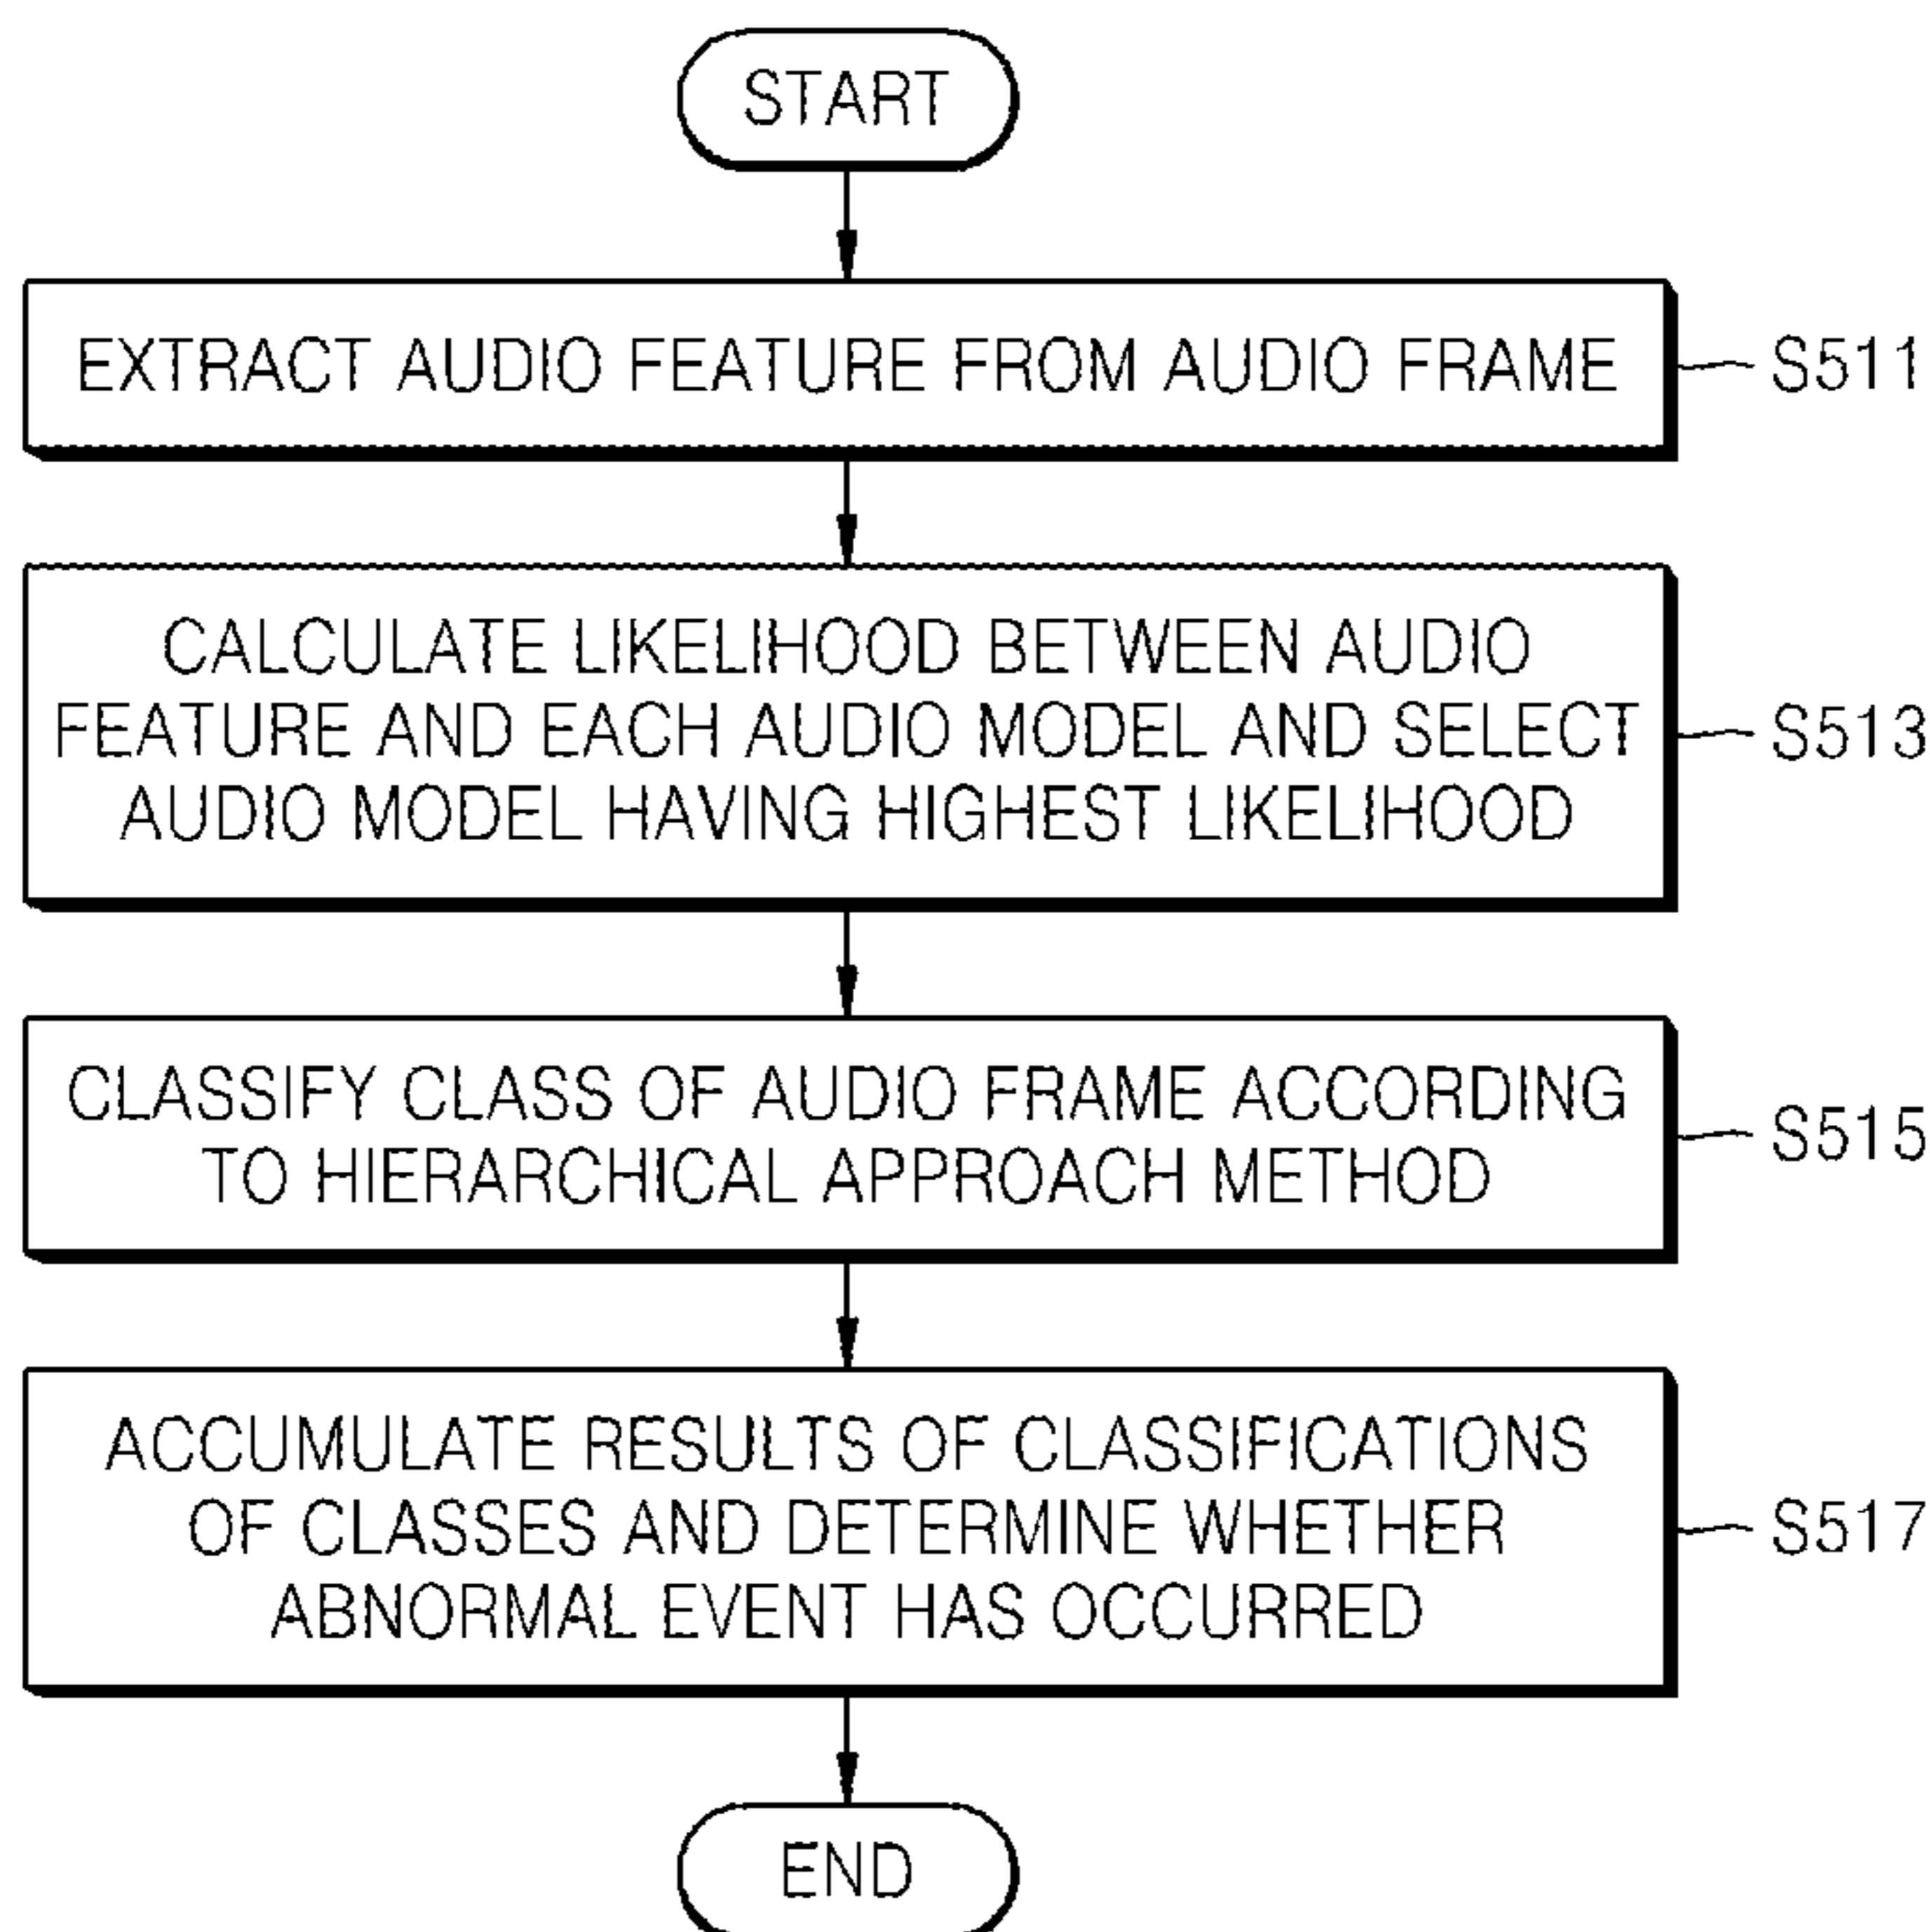 START
EXTRACT AUDIO FEATURE FROM AUDIO FRAME
S511
CALCULATE LIKELIHOOD BETWEEN AUDIO
FEATURE AND EACH AUDIO MODEL AND SELECT
AUDIO MODEL HAVING HIGHEST LIKELIHOOD
S513
CLASSIFY CLASS OF AUDIO FRAME ACCORDING
TO HIERARCHICAL APPROACH METHOD
S515
ACCUMULATE RESULTS OF CLASSIFICATIONS
OF CLASSES AND DETERMINE WHETHER
ABNORMAL EVENT HAS OCCURRED
S517
END